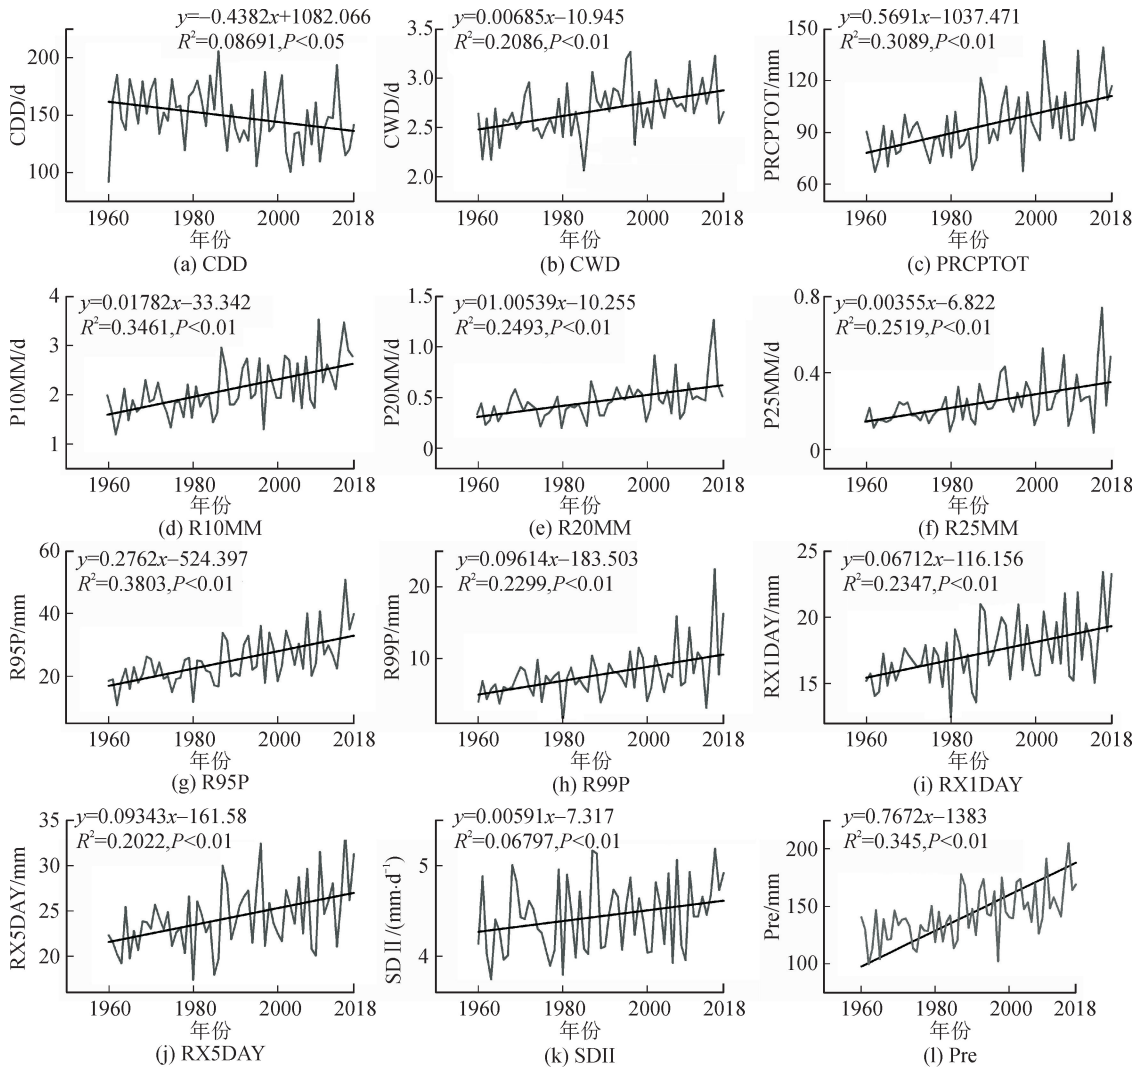 y=−0.4382x+1082.066
R²=0.08691,P<0.05
CDD/d
200
150
100
1960
1980
2000
2018
年份
(a) CDD
y=0.00685x−10.945
R²=0.2086,P<0.01
CWD/d
3.5
3.0
2.5
2.0
1960
1980
2000
2018
年份
(b) CWD
y=0.5691x−1037.471
R²=0.3089,P<0.01
PRCPTOT/mm
150
120
90
60
1960
1980
2000
2018
年份
(c) PRCPTOT
y=0.01782x−33.342
R²=0.3461,P<0.01
P10MM/d
4
3
2
1
1960
1980
2000
2018
年份
(d) R10MM
y=01.00539x−10.255
R²=0.2493,P<0.01
P20MM/d
1.5
1.0
0.5
0
1960
1980
2000
2018
年份
(e) R20MM
y=0.00355x−6.822
R²=0.2519,P<0.01
P25MM/d
0.8
0.4
0
1960
1980
2000
2018
年份
(f) R25MM
y=0.2762x−524.397
R²=0.3803,P<0.01
R95P/mm
60
40
20
1960
1980
2000
2018
年份
(g) R95P
y=0.09614x−183.503
R²=0.2299,P<0.01
R99P/mm
20
10
1960
1980
2000
2018
年份
(h) R99P
y=0.06712x−116.156
R²=0.2347,P<0.01
RX1DAY/mm
25
20
15
1960
1980
2000
2018
年份
(i) RX1DAY
y=0.09343x−161.58
R²=0.2022,P<0.01
RX5DAY/mm
35
30
25
20
1960
1980
2000
2018
年份
(j) RX5DAY
y=0.00591x−7.317
R²=0.06797,P<0.01
SDⅡ/(mm·d⁻¹)
5
4
1960
1980
2000
2018
年份
(k) SDII
y=0.7672x−1383
R²=0.345,P<0.01
Pre/mm
200
150
100
1960
1980
2000
2018
年份
(l) Pre